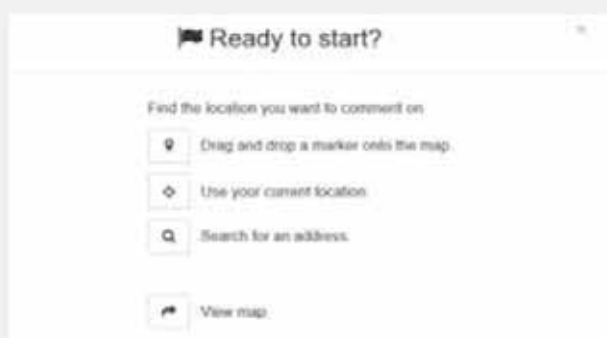 Ready to start?
Find the location you want to comment on
Drag and drop a marker onto the map.
Use your current location
Search for an address.
View map